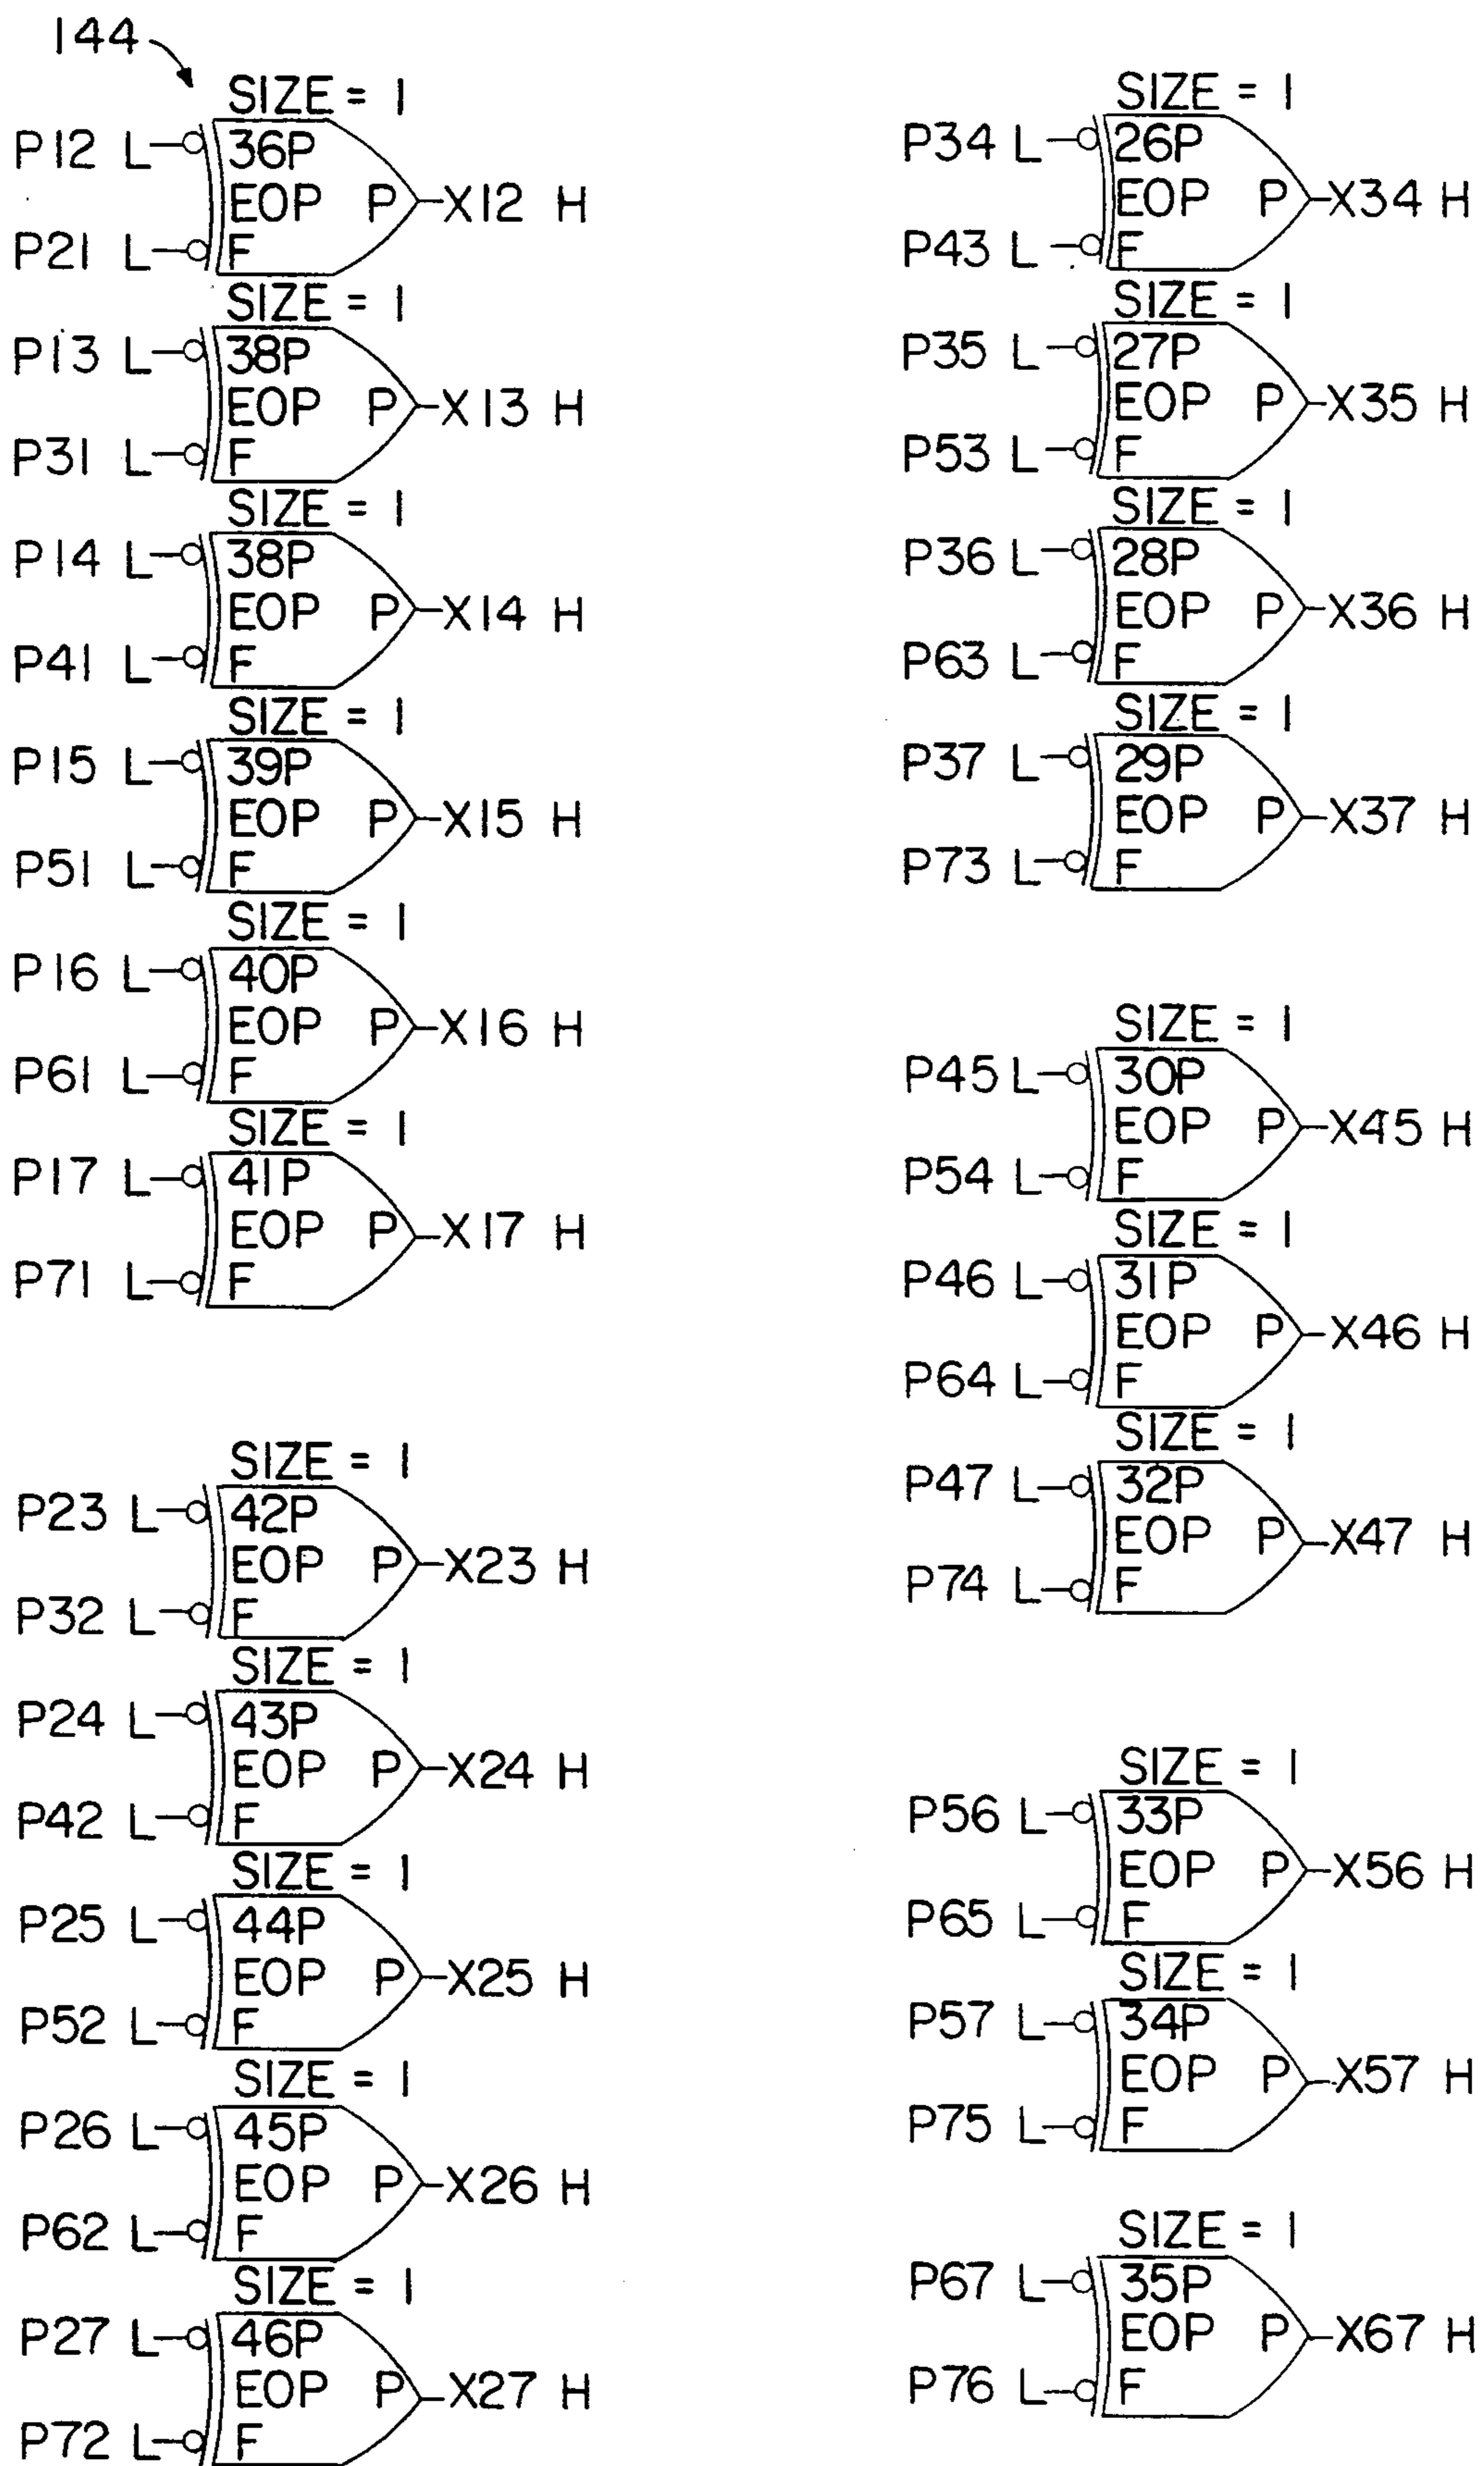 144
SIZE = 1
P12 L 36P
EOP P X12 H
P21 L F
SIZE = 1
P13 L 38P
EOP P X13 H
P31 L F
SIZE = 1
P14 L 38P
EOP P X14 H
P41 L F
SIZE = 1
P15 L 39P
EOP P X15 H
P51 L F
SIZE = 1
P16 L 40P
EOP P X16 H
P61 L F
SIZE = 1
P17 L 41P
EOP P X17 H
P71 L F
SIZE = 1
P23 L 42P
EOP P X23 H
P32 L F
SIZE = 1
P24 L 43P
EOP P X24 H
P42 L F
SIZE = 1
P25 L 44P
EOP P X25 H
P52 L F
SIZE = 1
P26 L 45P
EOP P X26 H
P62 L F
SIZE = 1
P27 L 46P
EOP P X27 H
P72 L F
SIZE = 1
P34 L 26P
EOP P X34 H
P43 L F
SIZE = 1
P35 L 27P
EOP P X35 H
P53 L F
SIZE = 1
P36 L 28P
EOP P X36 H
P63 L F
SIZE = 1
P37 L 29P
EOP P X37 H
P73 L F
SIZE = 1
P45 L 30P
EOP P X45 H
P54 L F
SIZE = 1
P46 L 31P
EOP P X46 H
P64 L F
SIZE = 1
P47 L 32P
EOP P X47 H
P74 L F
SIZE = 1
P56 L 33P
EOP P X56 H
P65 L F
SIZE = 1
P57 L 34P
EOP P X57 H
P75 L F
SIZE = 1
P67 L 35P
EOP P X67 H
P76 L F